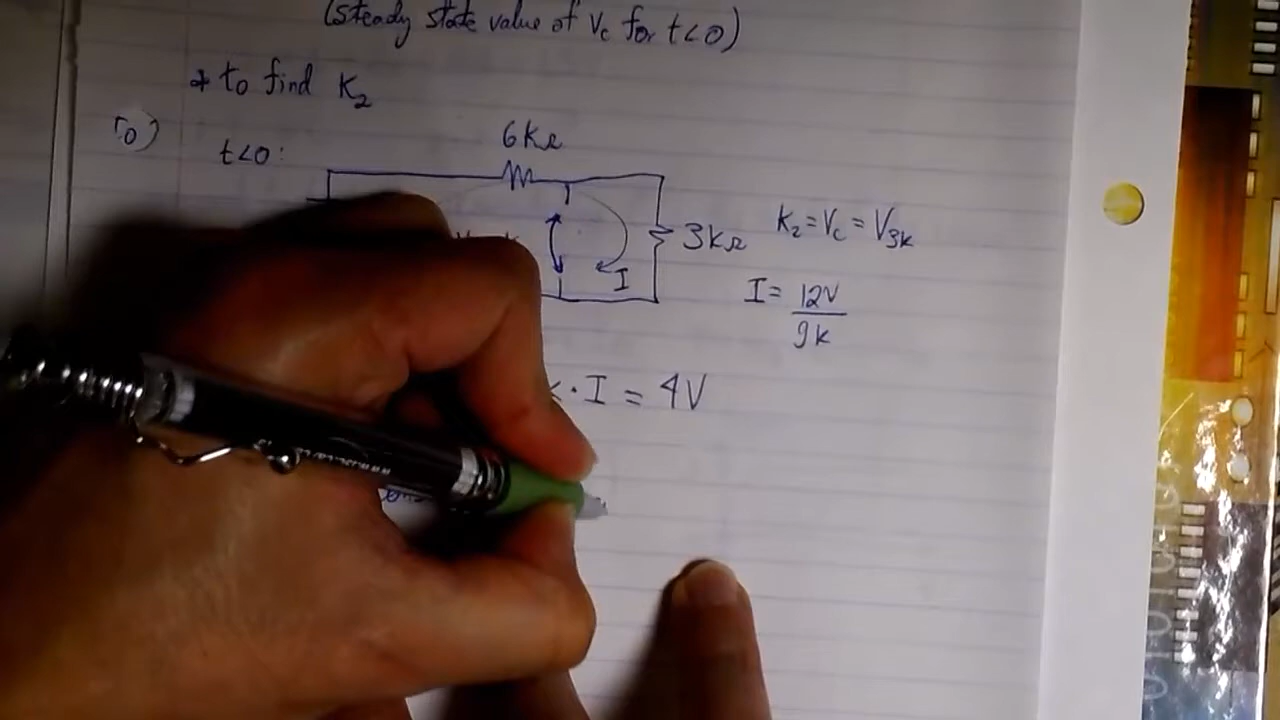 (steady state value of Vc for t<0)
* to find K2
t<0:
6kΩ
3kΩ
K2 = Vc = V3k
I
I = 12V / 9k
· I = 4V